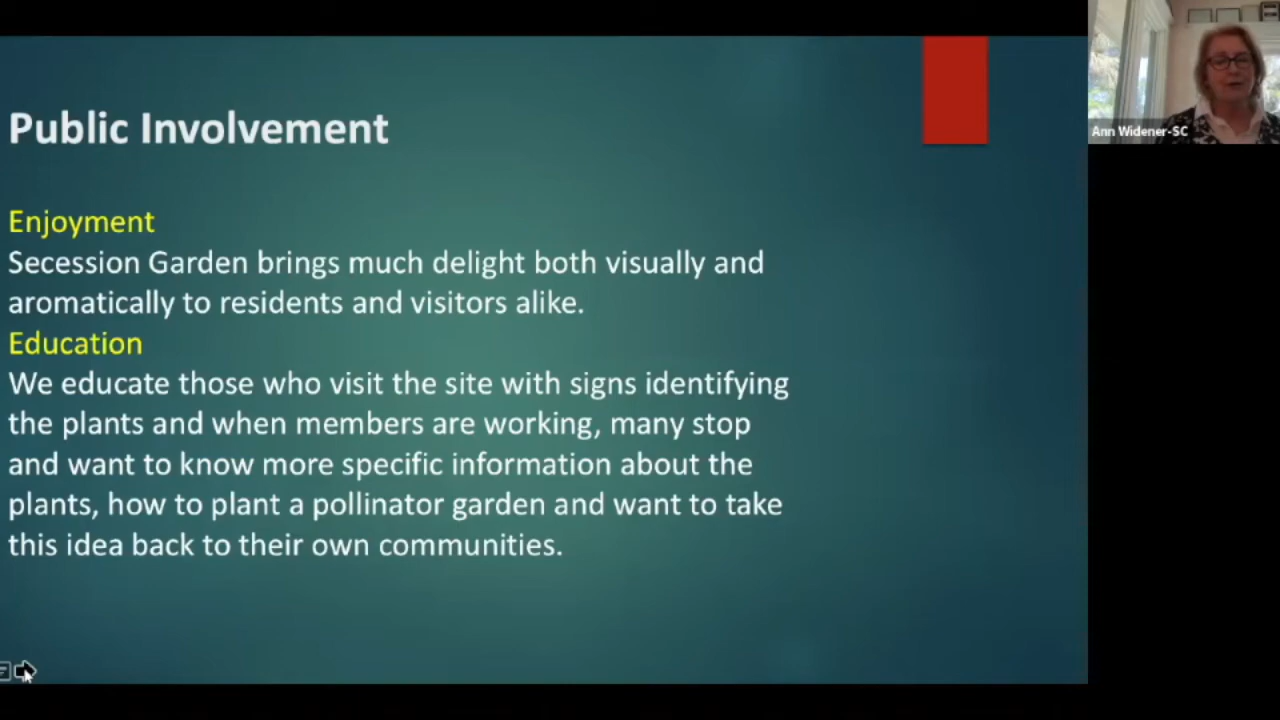 Public Involvement
Enjoyment
Secession Garden brings much delight both visually and
aromatically to residents and visitors alike.
Education
We educate those who visit the site with signs identifying
the plants and when members are working, many stop
and want to know more specific information about the
plants, how to plant a pollinator garden and want to take
this idea back to their own communities.
Ann Widener-SC